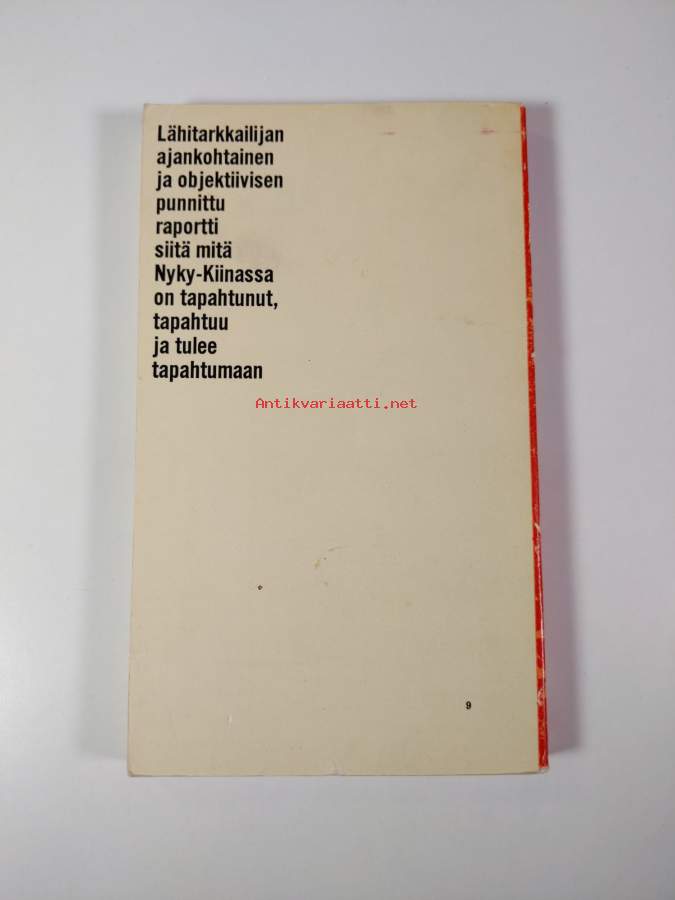 Lähitarkkailijan
ajankohtainen
ja objektiivisen
punnittu
raportti
siitä mitä
Nyky-Kiinassa
on tapahtunut,
tapahtuu
ja tulee
tapahtumaan
Antikvariaatti.net
9